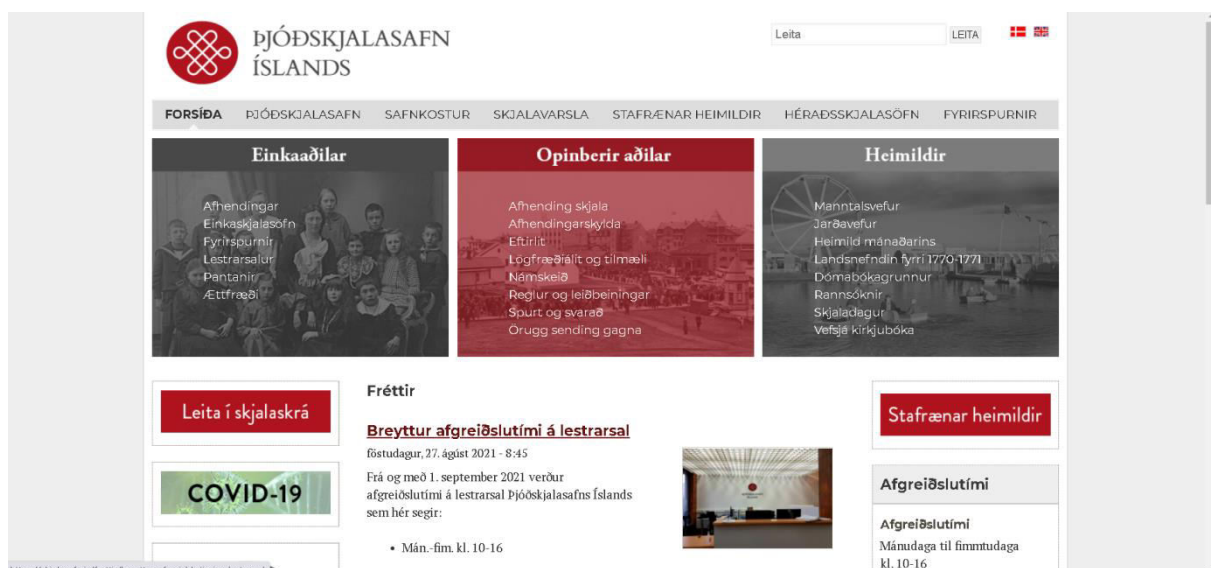 ÞJÓÐSKJALASAFN
ÍSLANDS
Leita
LEITA
FORSÍÐA ÞJÓÐSKJALASAFN SAFNKOSTUR SKJALAVARSLA STAFRÆNAR HEIMILDIR HÉRAÐSSKJALASÖFN FYRIRSPURNIR
Einkaaðilar
Afhendingar
Einkaskjalasöfn
Fyrirspurnir
Lestrarsalur
Pantanir
Ættfræði
Opinberir aðilar
Afhending skjala
Afhendingarskylda
Eftirlit
Lögfræðiálit og tilmæli
Námskeið
Reglur og leiðbeiningar
Spurt og svarað
Örugg sending gagna
Heimildir
Manntalsvefur
Jarðavefur
Heimild mánaðarins
Landsnefndin fyrri 1770-1771
Dómabókagrunnur
Rannsóknir
Skjaladagur
Vefsjá kirkjubóka
Leita í skjalaskrá
COVID-19
Fréttir
Breyttur afgreiðslutími á lestrarsal
föstudagur, 27. ágúst 2021 - 8:45
Frá og með 1. september 2021 verður
afgreiðslutími á lestrarsal Þjóðskjalasafns Íslands
sem hér segir:
• Mán.-fim. kl. 10-16
Stafrænar heimildir
Afgreiðslutími
Afgreiðslutími
Mánudaga til fimmtudaga
kl. 10-16